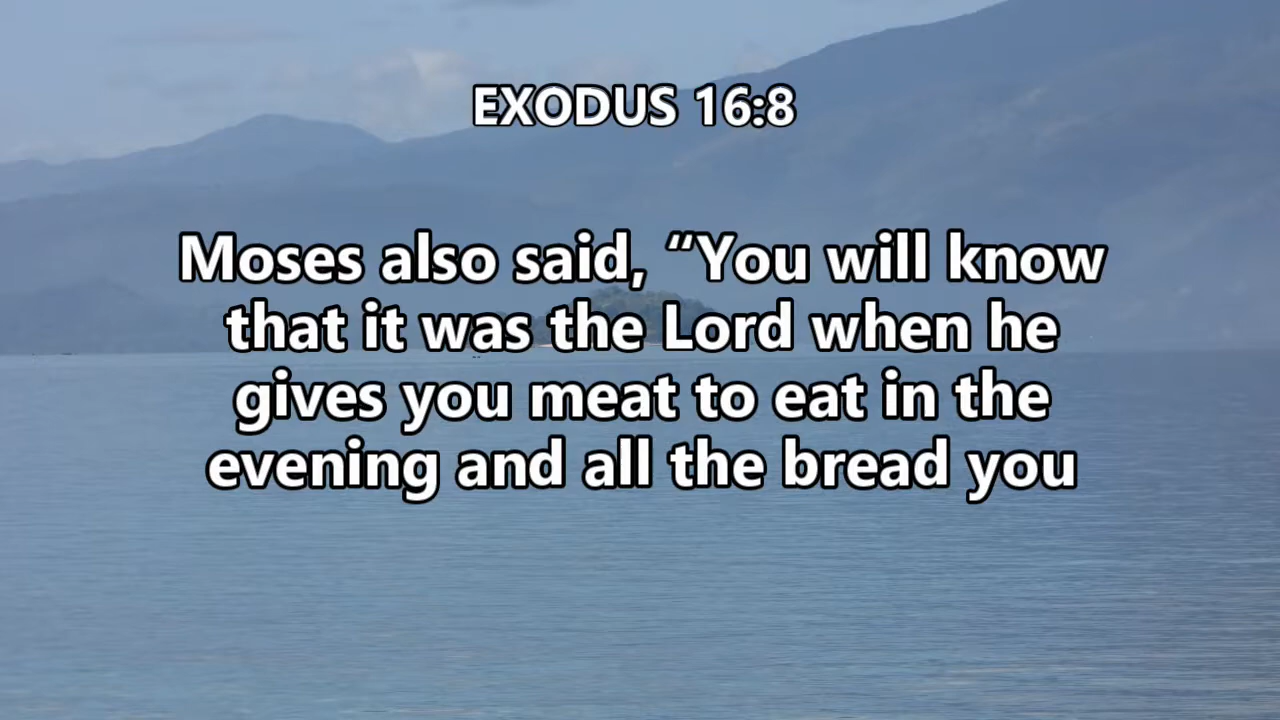 EXODUS 16:8
Moses also said, “You will know
that it was the Lord when he
gives you meat to eat in the
evening and all the bread you